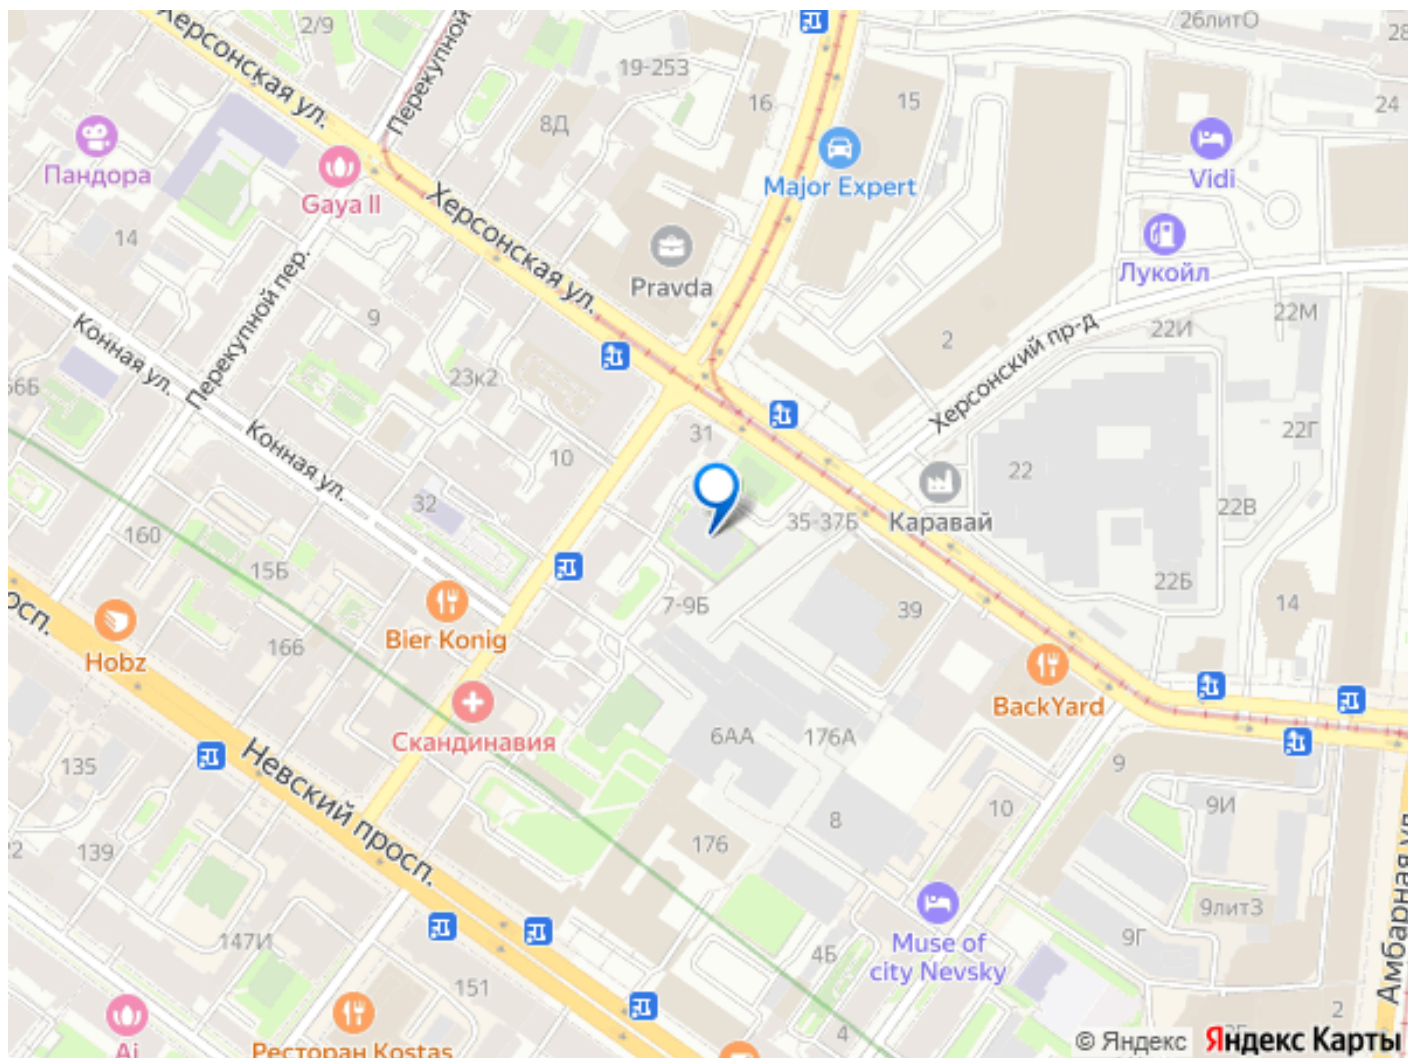 2/9
Херсонская ул.
Перекупной
26литО
28
19-253
16
15
24
8Д
Пандора
Gaya II
Major Expert
Vidi
14
Херсонская ул.
Pravda
Лукойл
Перекупной пер.
9
Конная ул.
2
Херсонский пр-д
22И
22М
66Б
23к2
31
22Г
Конная ул.
10
22
32
35-37Б
Каравай
22В
160
15Б
7-9Б
22Б
39
14
осп.
Hobz
166
Bier Konig
BackYard
Скандинавия
6АА
176А
9
135
Невский просп.
10
9И
22
139
176
8
Амбарная ул.
9литЗ
147И
Muse of
city Nevsky
4Б
9Г
151
4
2
Ai
Ресторан Kostas
© Яндекс Яндекс Карты